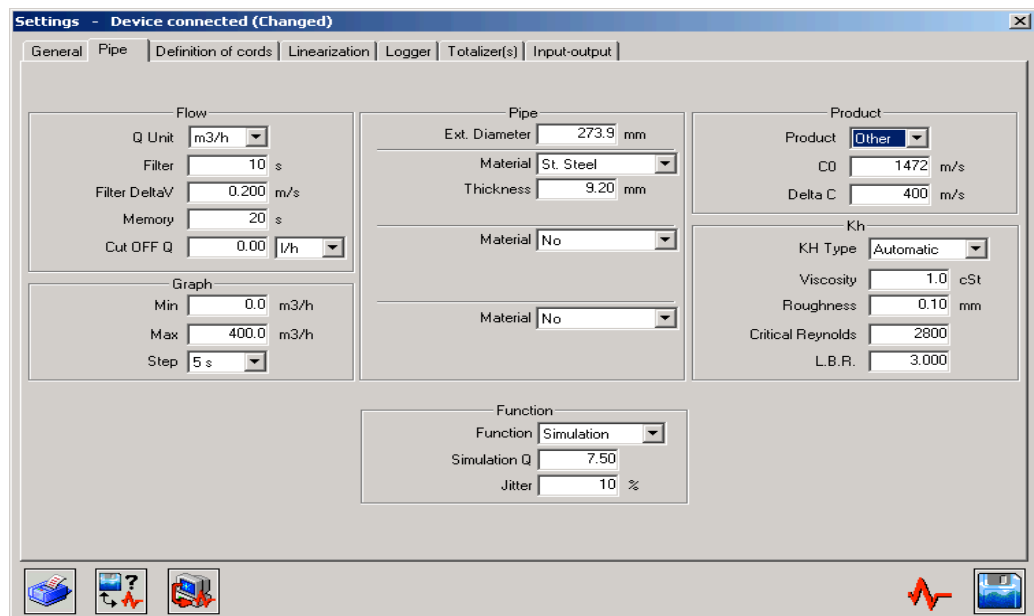 Settings - Device connected (Changed)
General Pipe Definition of cords Linearization Logger Totalizer(s) Input-output
Flow
Q Unit m3/h
Filter 10 s
Filter DeltaV 0.200 m/s
Memory 20 s
Cut OFF Q 0.00 l/h
Graph
Min 0.0 m3/h
Max 400.0 m3/h
Step 5 s
Pipe
Ext. Diameter 273.9 mm
Material St. Steel
Thickness 9.20 mm
Material No
Material No
Product
Product Other
C0 1472 m/s
Delta C 400 m/s
Kh
KH Type Automatic
Viscosity 1.0 cSt
Roughness 0.10 mm
Critical Reynolds 2800
L.B.R. 3.000
Function
Function Simulation
Simulation Q 7.50
Jitter 10 %
?